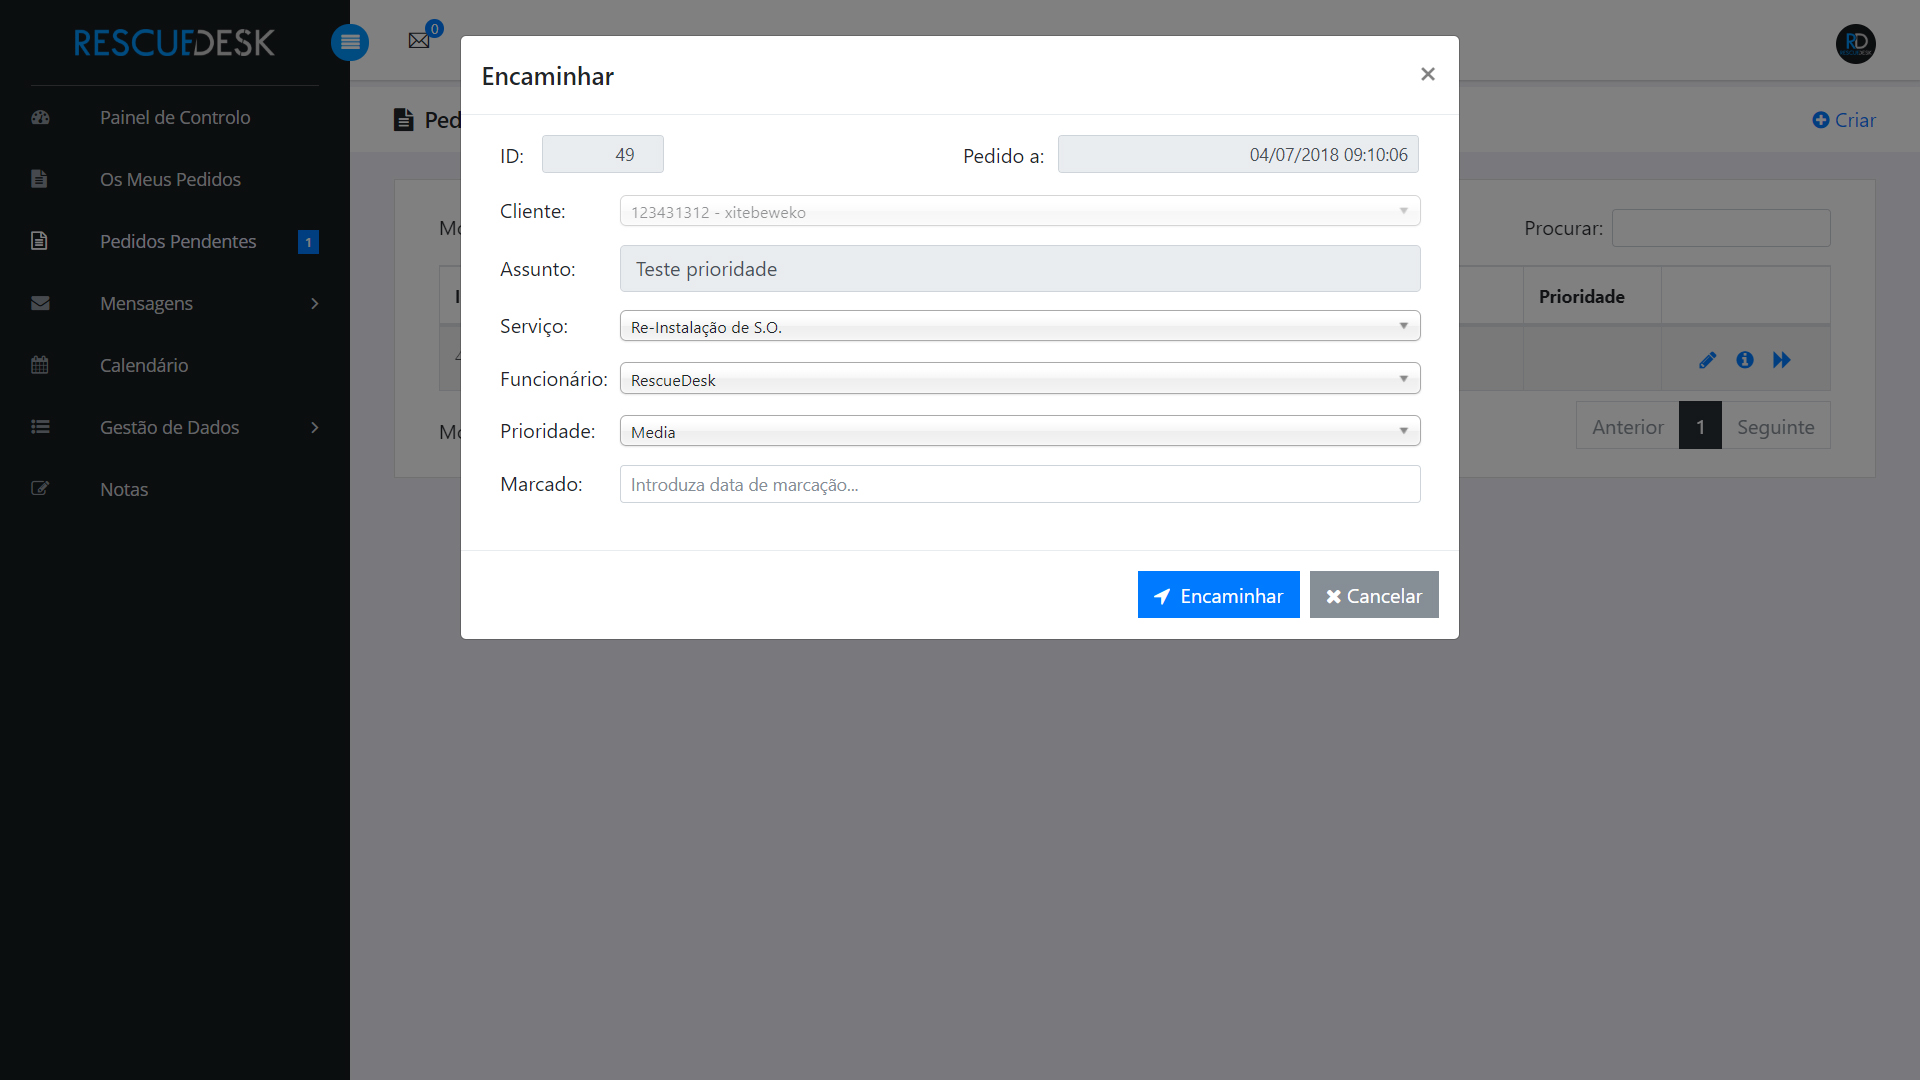 RESCUEDESK
0
RD
Painel de Controlo
Os Meus Pedidos
Pedidos Pendentes 1
Mensagens
Calendário
Gestão de Dados
Notas
Ped
Criar
Procurar:
Prioridade
Anterior 1 Seguinte
Encaminhar
×
ID: 49 Pedido a: 04/07/2018 09:10:06
Cliente: 123431312 - xitebeweko
Assunto: Teste prioridade
Serviço: Re-Instalação de S.O.
Funcionário: RescueDesk
Prioridade: Media
Marcado: Introduza data de marcação...
Encaminhar Cancelar